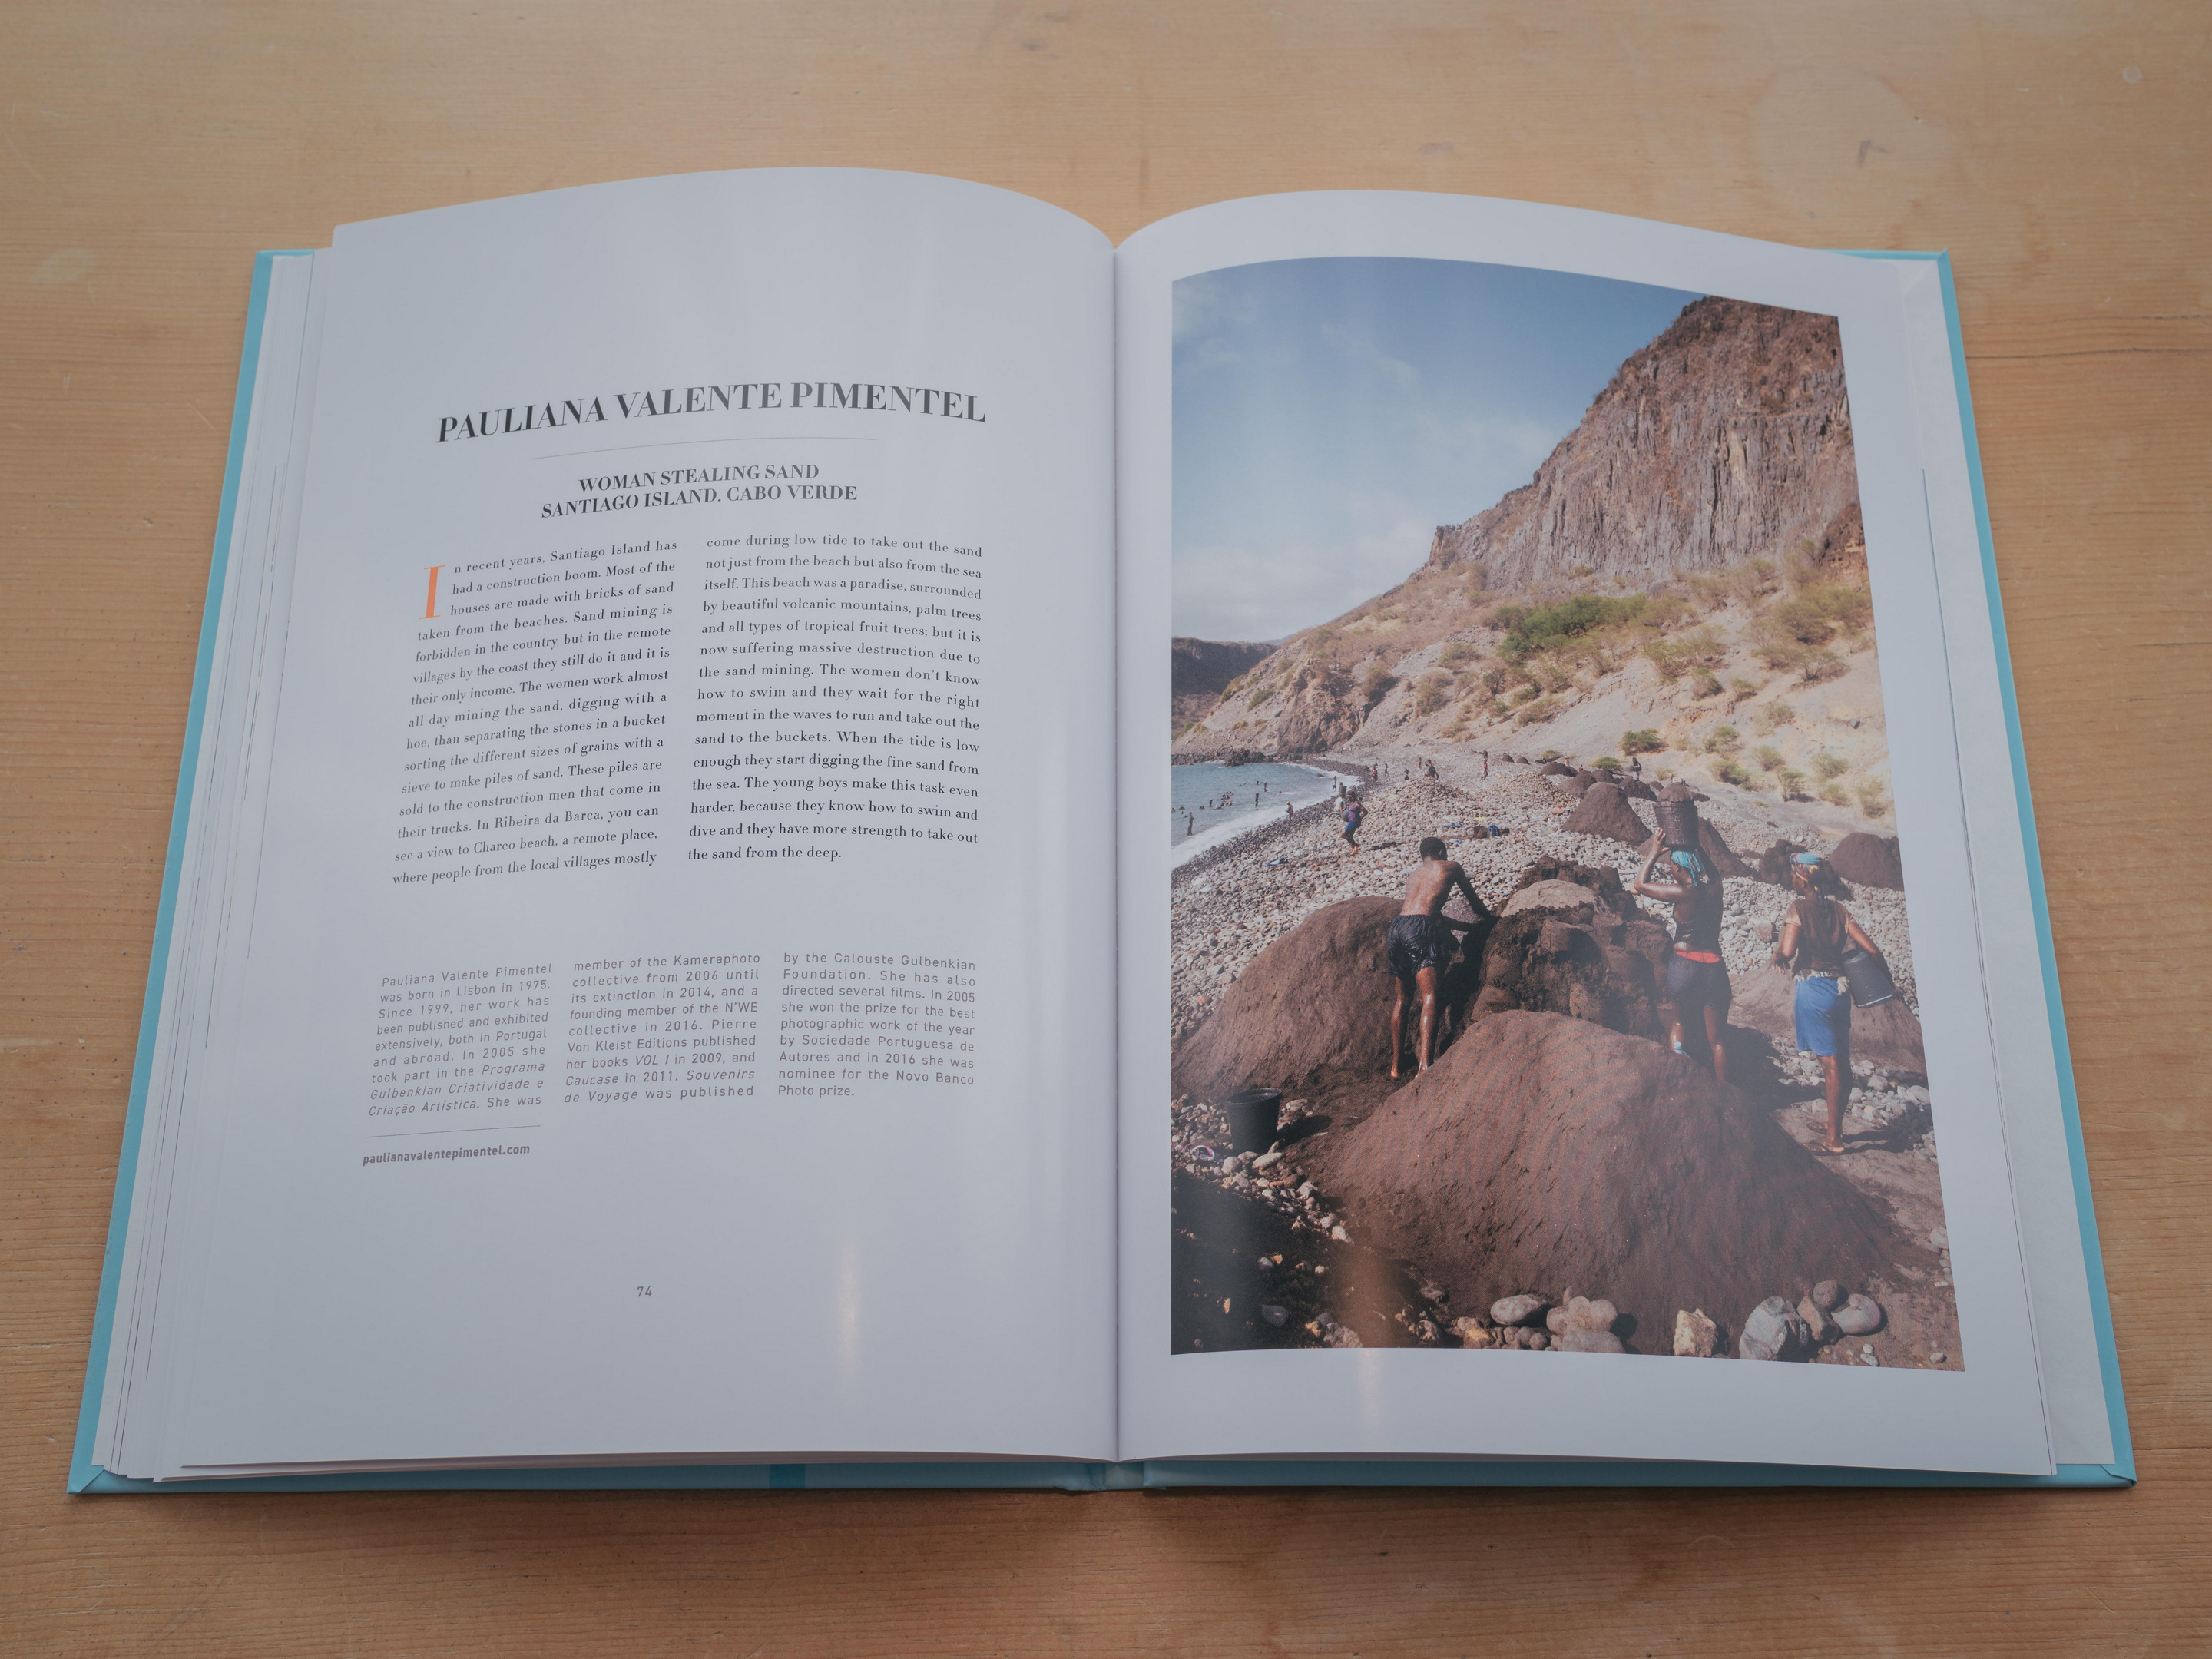 PAULIANA VALENTE PIMENTEL
WOMAN STEALING SAND
SANTIAGO ISLAND. CABO VERDE
In recent years, Santiago Island has
had a construction boom. Most of the
houses are made with bricks of sand
taken from the beaches. Sand mining is
forbidden in the country, but in the remote
villages by the coast they still do it and it is
their only income. The women work almost
all day mining the sand, digging with a
hoe, than separating the stones in a bucket
sorting the different sizes of grains with a
sieve to make piles of sand. These piles are
sold to the construction men that come in
their trucks. In Ribeira da Barca, you can
see a view to Charco beach, a remote place,
where people from the local villages mostly
come during low tide to take out the sand
not just from the beach but also from the sea
itself. This beach was a paradise, surrounded
by beautiful volcanic mountains, palm trees
and all types of tropical fruit trees; but it is
now suffering massive destruction due to
the sand mining. The women don't know
how to swim and they wait for the right
moment in the waves to run and take out the
sand to the buckets. When the tide is low
enough they start digging the fine sand from
the sea. The young boys make this task even
harder, because they know how to swim and
dive and they have more strength to take out
the sand from the deep.
Pauliana Valente Pimentel
was born in Lisbon in 1975.
Since 1999, her work has
been published and exhibited
extensively, both in Portugal
and abroad. In 2005 she
took part in the Programa
Gulbenkian Criatividade e
Criação Artística. She was
member of the Kameraphoto
collective from 2006 until
its extinction in 2014, and a
founding member of the N'WE
collective in 2016. Pierre
Von Kleist Editions published
her books VOL I in 2009, and
Caucase in 2011. Souvenirs
de Voyage was published
by the Calouste Gulbenkian
Foundation. She has also
directed several films. In 2005
she won the prize for the best
photographic work of the year
by Sociedade Portuguesa de
Autores and in 2016 she was
nominee for the Novo Banco
Photo prize.
paulianavalentepimentel.com
74